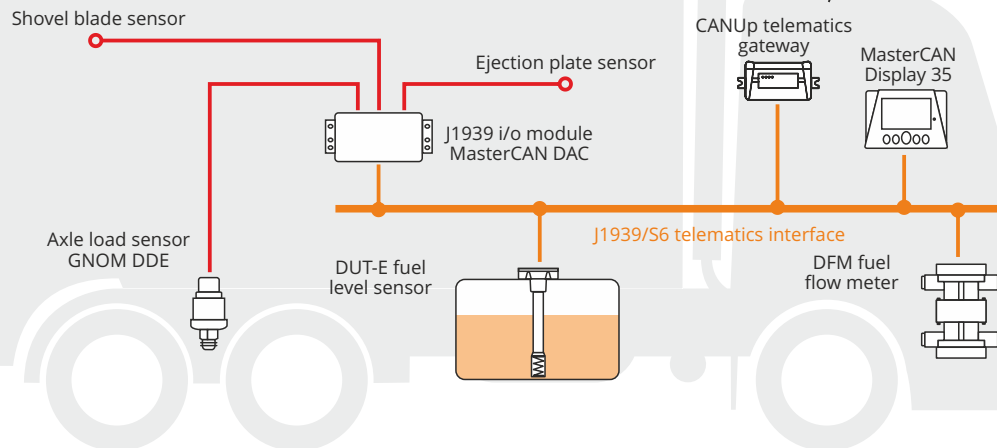 Shovel blade sensor
CANUp telematics
gateway
MasterCAN
Display 35
Ejection plate sensor
J1939 i/o module
MasterCAN DAC
J1939/S6 telematics interface
Axle load sensor
GNOM DDE
DUT-E fuel
level sensor
DFM fuel
flow meter